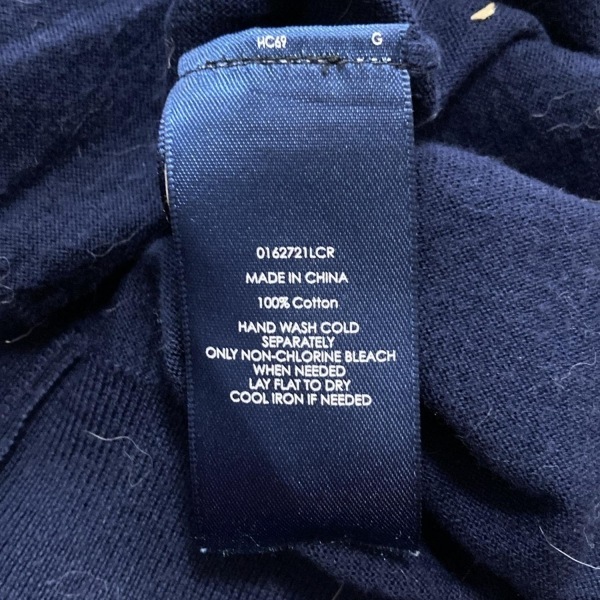 HC69 G
0162721LCR
MADE IN CHINA
100% Cotton
HAND WASH COLD
SEPARATELY
ONLY NON-CHLORINE BLEACH
WHEN NEEDED
LAY FLAT TO DRY
COOL IRON IF NEEDED